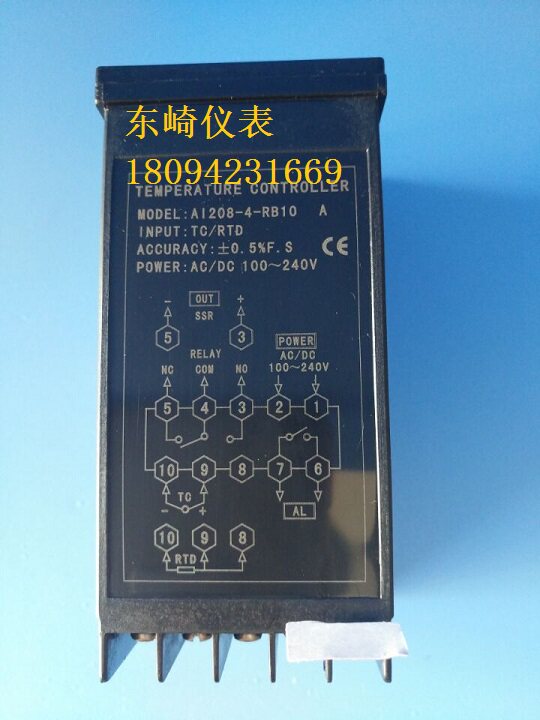 东崎仪表
18094231669
TEMPERATURE CONTROLLER
MODEL:AI208-4-RB10 A
INPUT:TC/RTD
ACCURACY:±0.5%F.S CE
POWER:AC/DC 100~240V
- OUT +
SSR
5 3
POWER
RELAY AC/DC
NC COM NO 100~240V
5 4 3 2 1
10 9 8 7 6
TC
- + AL
10 9 8
RTD